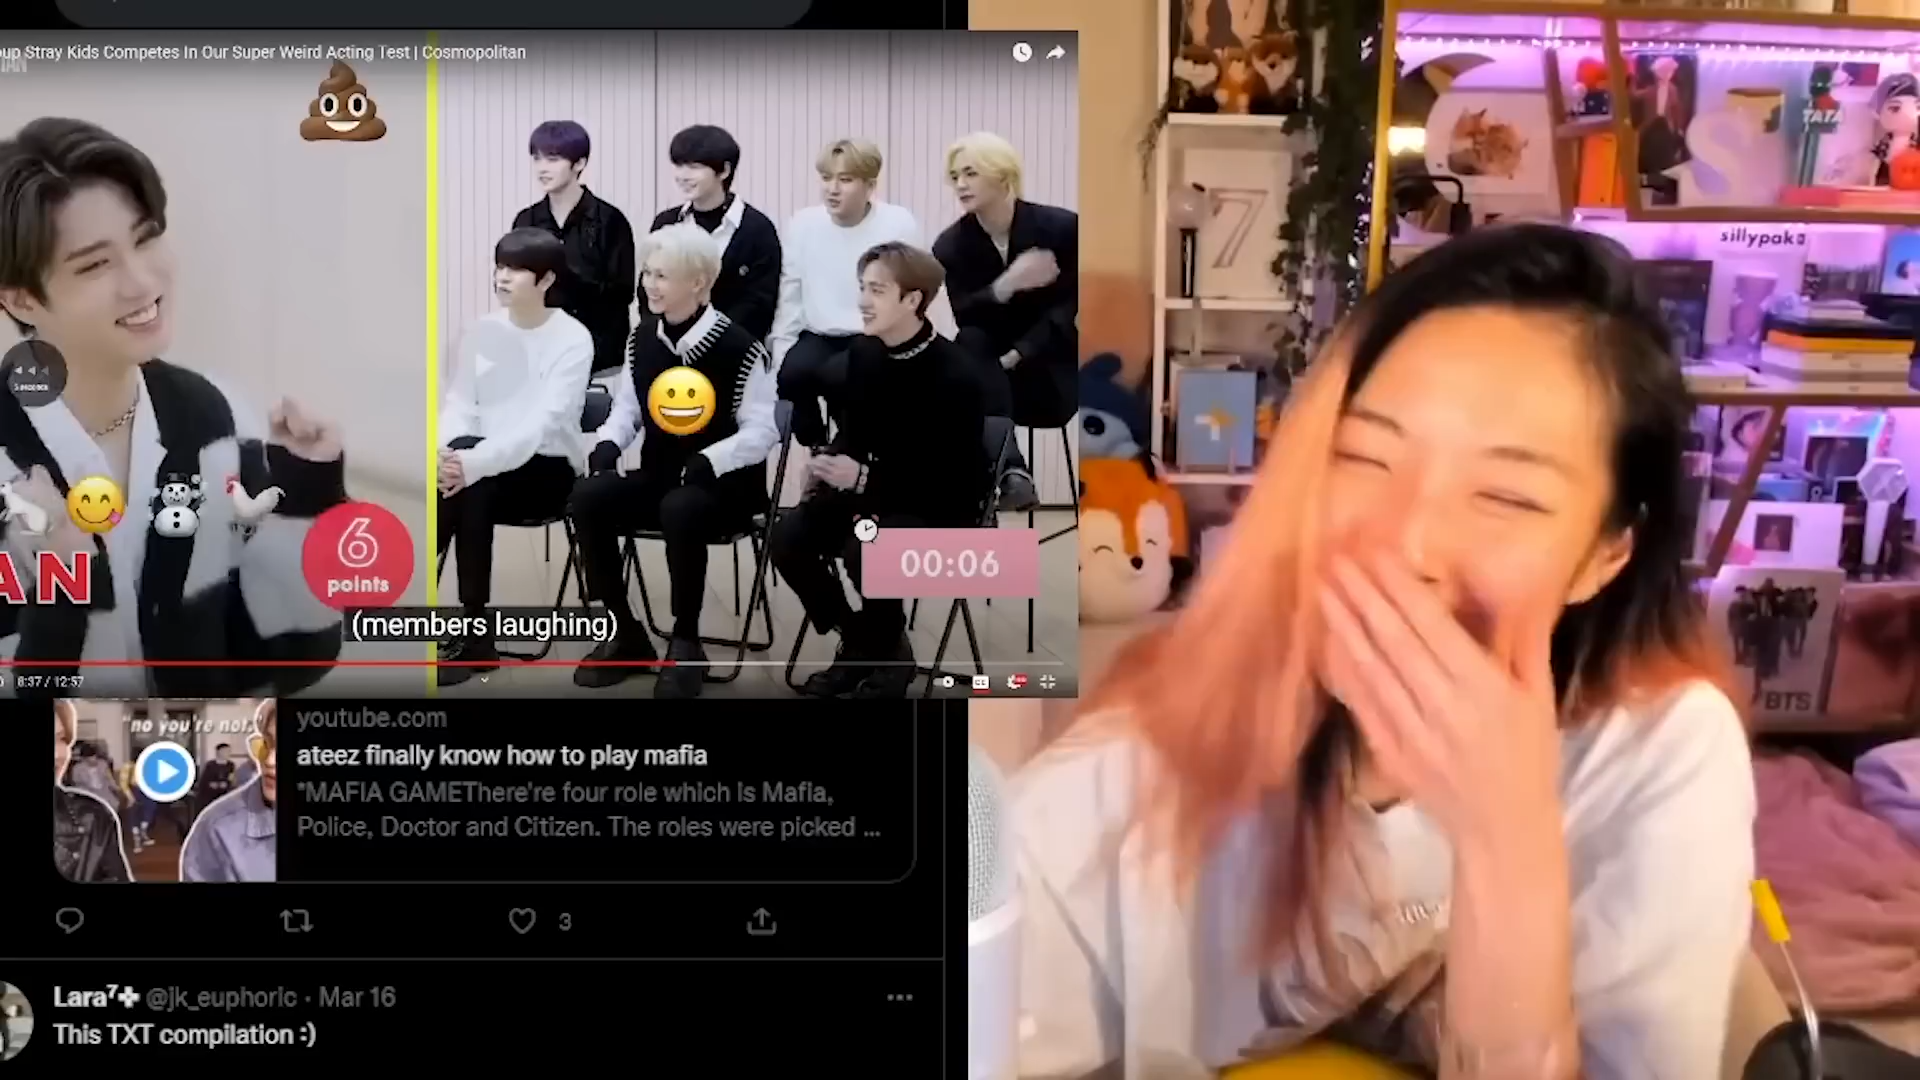 Stray Kids Competes In Our Super Weird Acting Test | Cosmopolitan
TATA
7
sillypak
AN
6
points
00:06
(members laughing)
8:37 / 12:57
BTS
"no you're not."
youtube.com
ateez finally know how to play mafia
*MAFIA GAMEThere're four role which is Mafia,
Police, Doctor and Citizen. The roles were picked ...
3
Lara⁷✢ @jk_euphoric · Mar 16
This TXT compilation :)